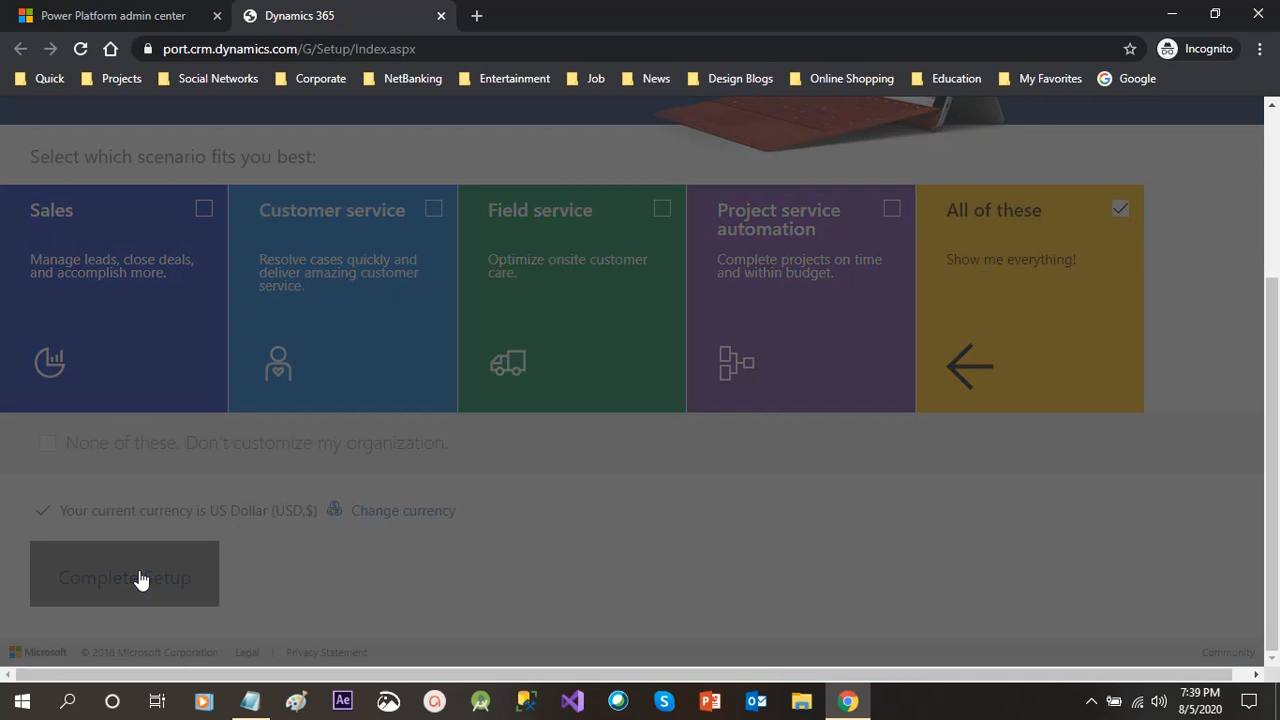 Power Platform admin center
Dynamics 365
port.crm.dynamics.com/G/Setup/Index.aspx
Incognito
Quick
Projects
Social Networks
Corporate
NetBanking
Entertainment
Job
News
Design Blogs
Online Shopping
Education
My Favorites
Google
Select which scenario fits you best:
Sales
Manage leads, close deals,
and accomplish more.
Customer service
Resolve cases quickly and
deliver amazing customer
service.
Field service
Optimize onsite customer
care.
Project service
automation
Complete projects on time
and within budget.
All of these
Show me everything!
None of these. Don't customize my organization.
Your current currency is US Dollar (USD,$)
Change currency
Complete Setup
Microsoft
© 2018 Microsoft Corporation
Legal
Privacy Statement
Community
Ae
7:39 PM
8/5/2020